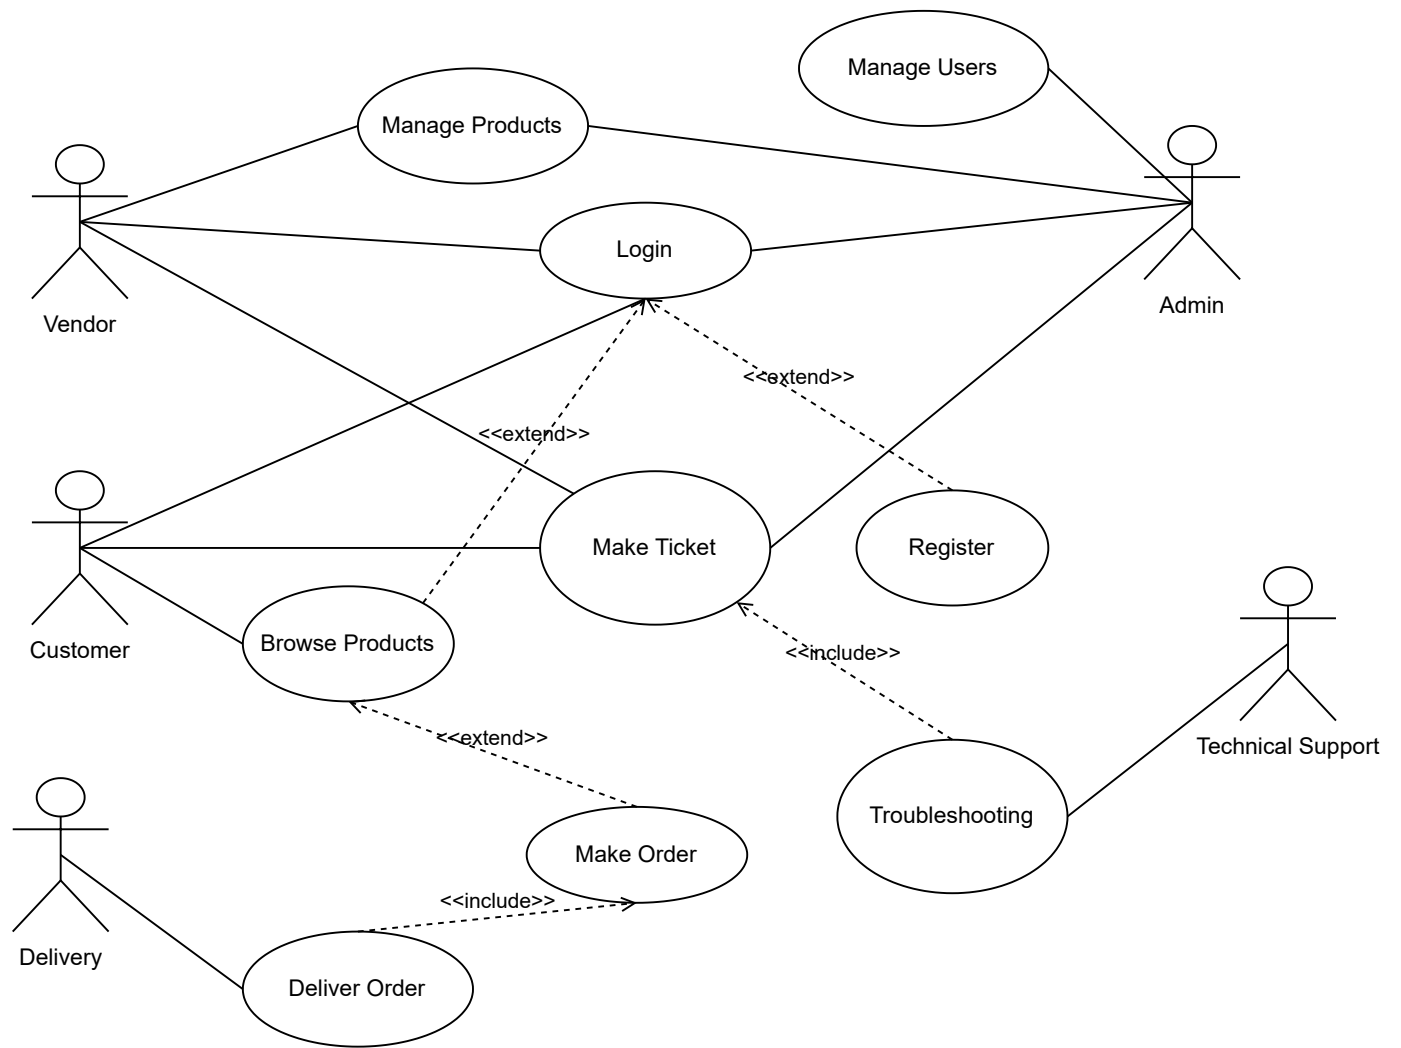 Manage Users
Manage Products
Login
Vendor
Admin
<<extend>>
<<extend>>
Make Ticket
Register
Customer
Browse Products
<<include>>
Technical Support
<<extend>>
Troubleshooting
Make Order
<<include>>
Delivery
Deliver Order